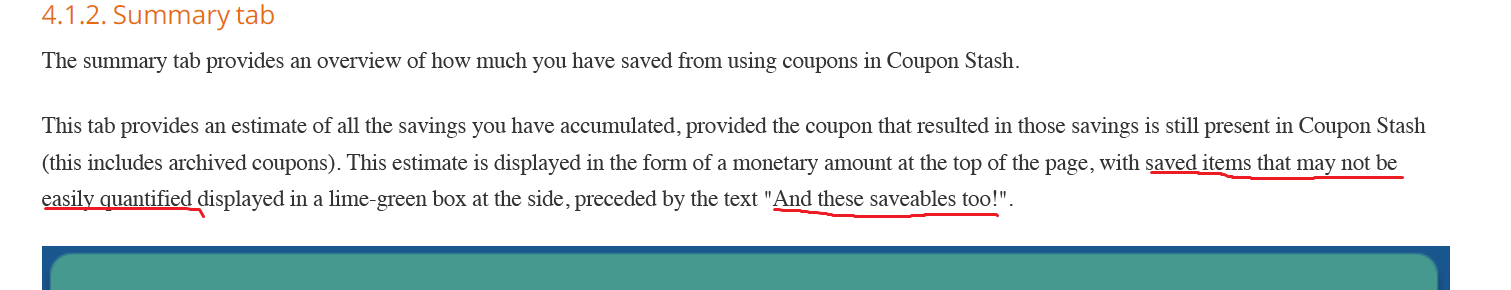 4.1.2. Summary tab
The summary tab provides an overview of how much you have saved from using coupons in Coupon Stash.
This tab provides an estimate of all the savings you have accumulated, provided the coupon that resulted in those savings is still present in Coupon Stash
(this includes archived coupons). This estimate is displayed in the form of a monetary amount at the top of the page, with saved items that may not be
easily quantified displayed in a lime-green box at the side, preceded by the text "And these saveables too!".